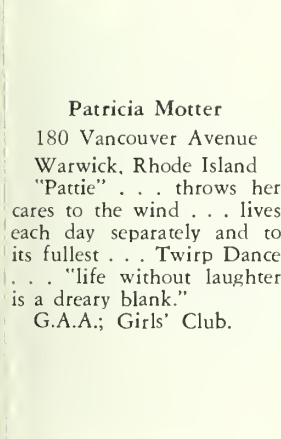 Patricia Motter
180 Vancouver Avenue
Warwick, Rhode Island
"Pattie" . . . throws her
cares to the wind . . . lives
each day separately and to
its fullest . . . Twirp Dance
. . . "life without laughter
is a dreary blank."
G.A.A.; Girls' Club.